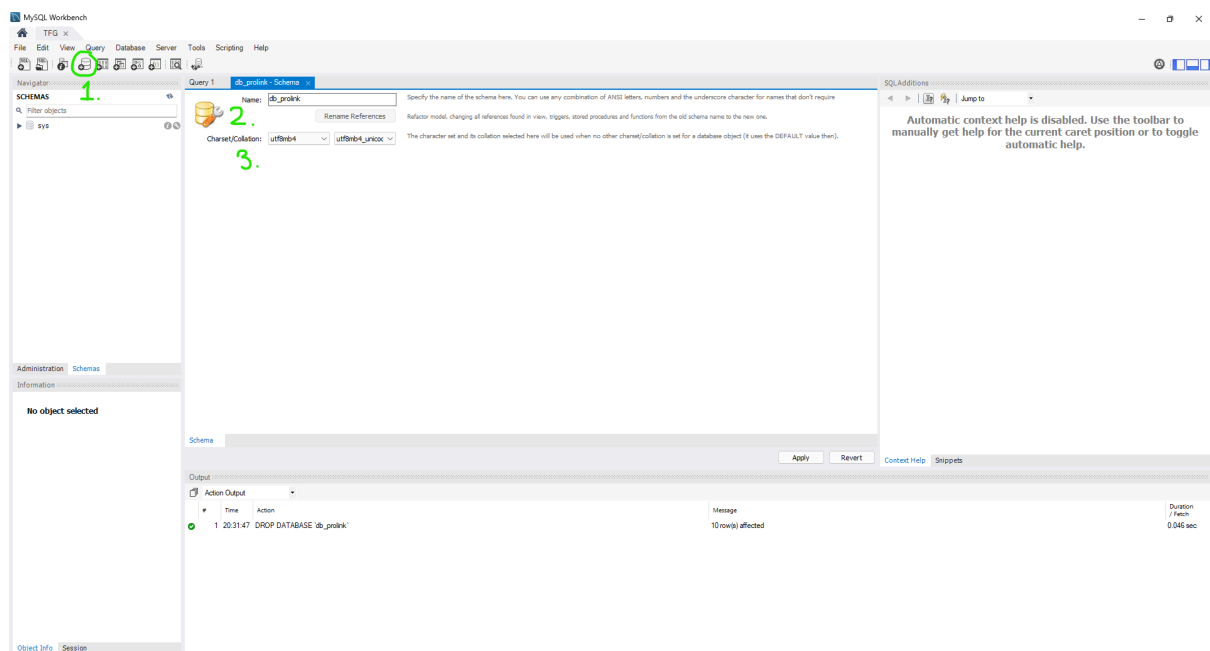 MySQL Workbench
TFG
File Edit View Query Database Server Tools Scripting Help
1.
Navigator
SCHEMAS
Filter objects
sys
Administration Schemas
Information
No object selected
Object Info Session
Query 1 db_prolink - Schema
Name: db_prolink
Specify the name of the schema here. You can use any combination of ANSI letters, numbers and the underscore character for names that don't require
2.
Rename References
Refactor model, changing all references found in view, triggers, stored procedures and functions from the old schema name to the new one.
Charset/Collation: utf8mb4
The character set and its collation selected here will be used when no other charset/collation is set for a database object (it uses the DEFAULT value then).
3.
Schema
Apply Revert
SQLAdditions
Jump to
Automatic context help is disabled. Use the toolbar to
manually get help for the current caret position or to toggle
automatic help.
Context Help Snippets
Output
Action Output
# Time Action Message Duration / Fetch
1 20:31:47 DROP DATABASE `db_prolink` 10 row(s) affected 0.046 sec